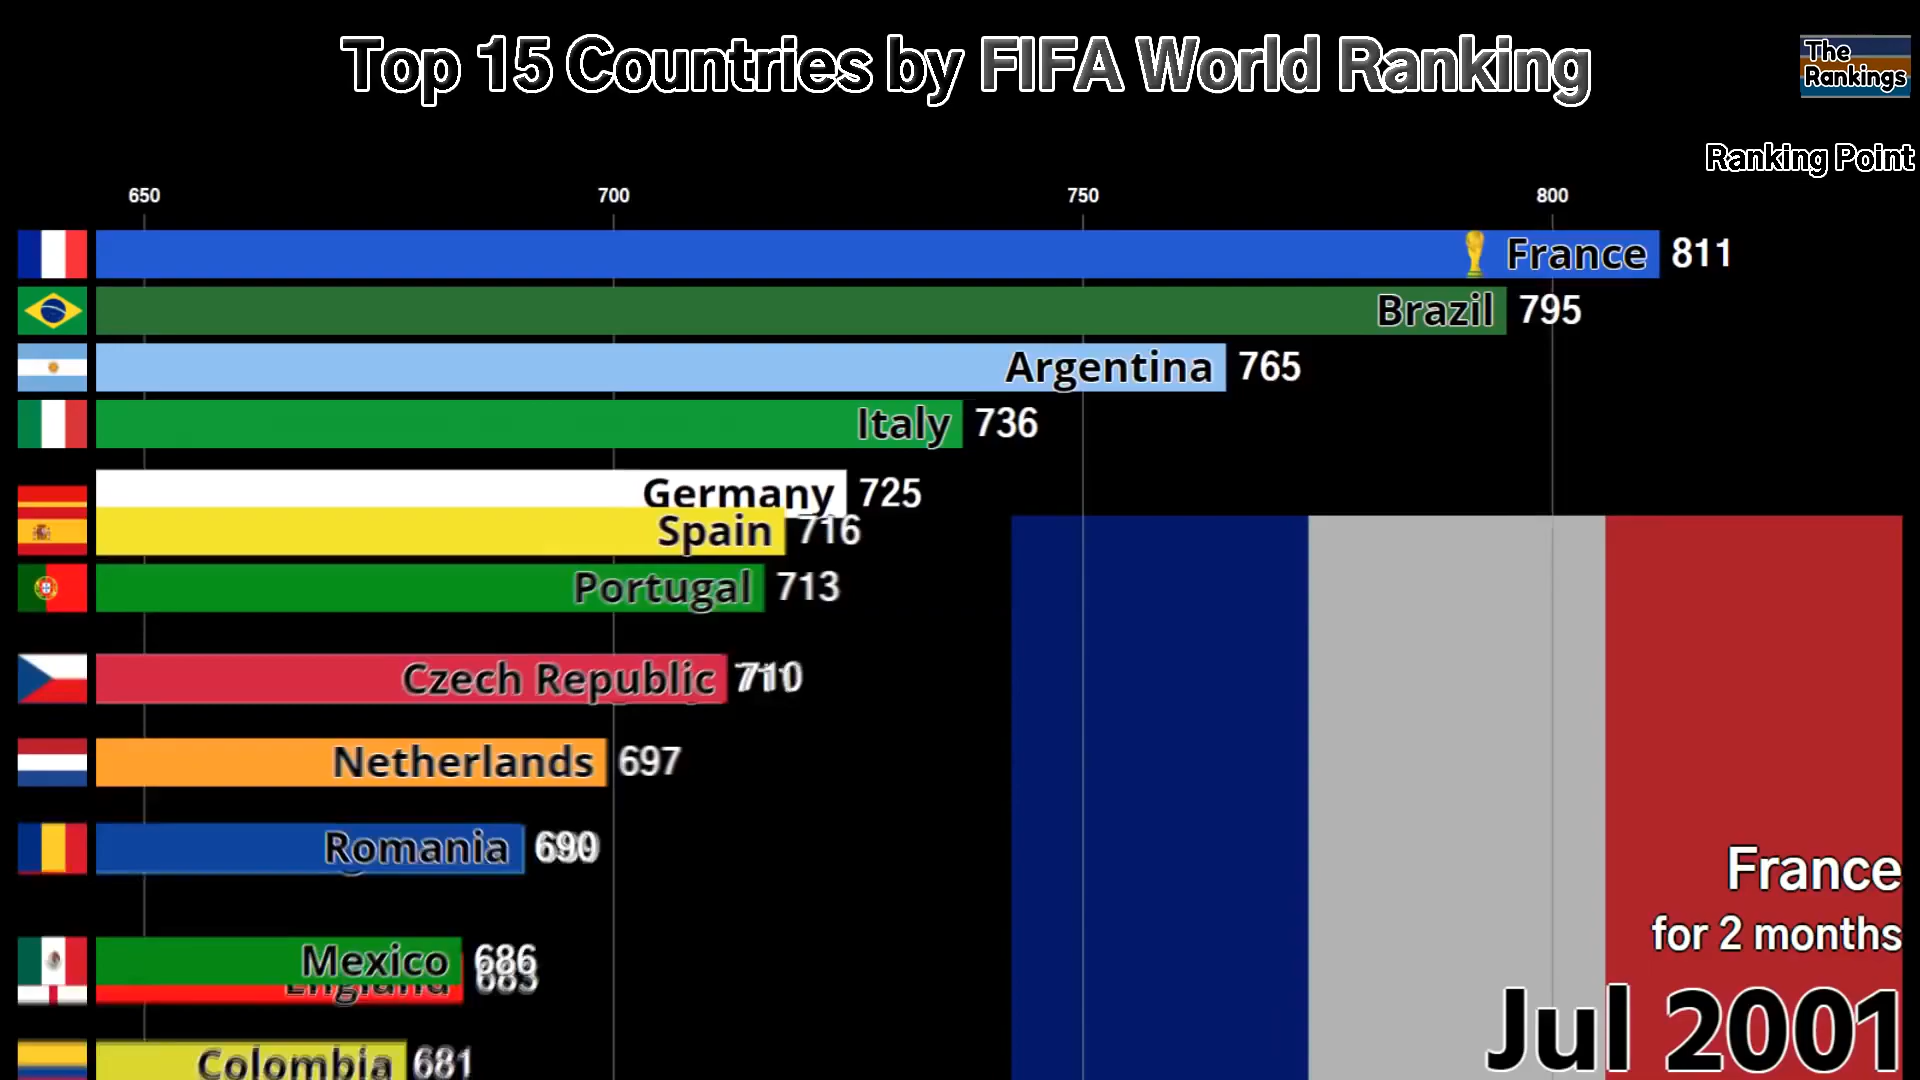 Top 15 Countries by FIFA World Ranking
The
Rankings
Ranking Point
650 700 750 800
France 811
Brazil 795
Argentina 765
Italy 736
Germany 725
Spain 716
Portugal 713
Czech Republic 710
Netherlands 697
Romania 690
Mexico 686
England 683
Colombia 681
France
for 2 months
Jul 2001